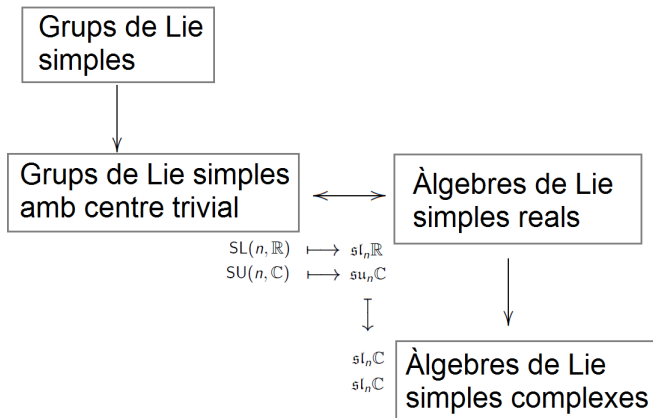 Grups de Lie
simples
Grups de Lie simples
amb centre trivial
Àlgebres de Lie
simples reals
SL(n, ℝ) ⟼ 𝔰𝔩ₙℝ
SU(n, ℂ) ⟼ 𝔰𝔲ₙℂ
𝔰𝔩ₙℂ
𝔰𝔩ₙℂ
Àlgebres de Lie
simples complexes